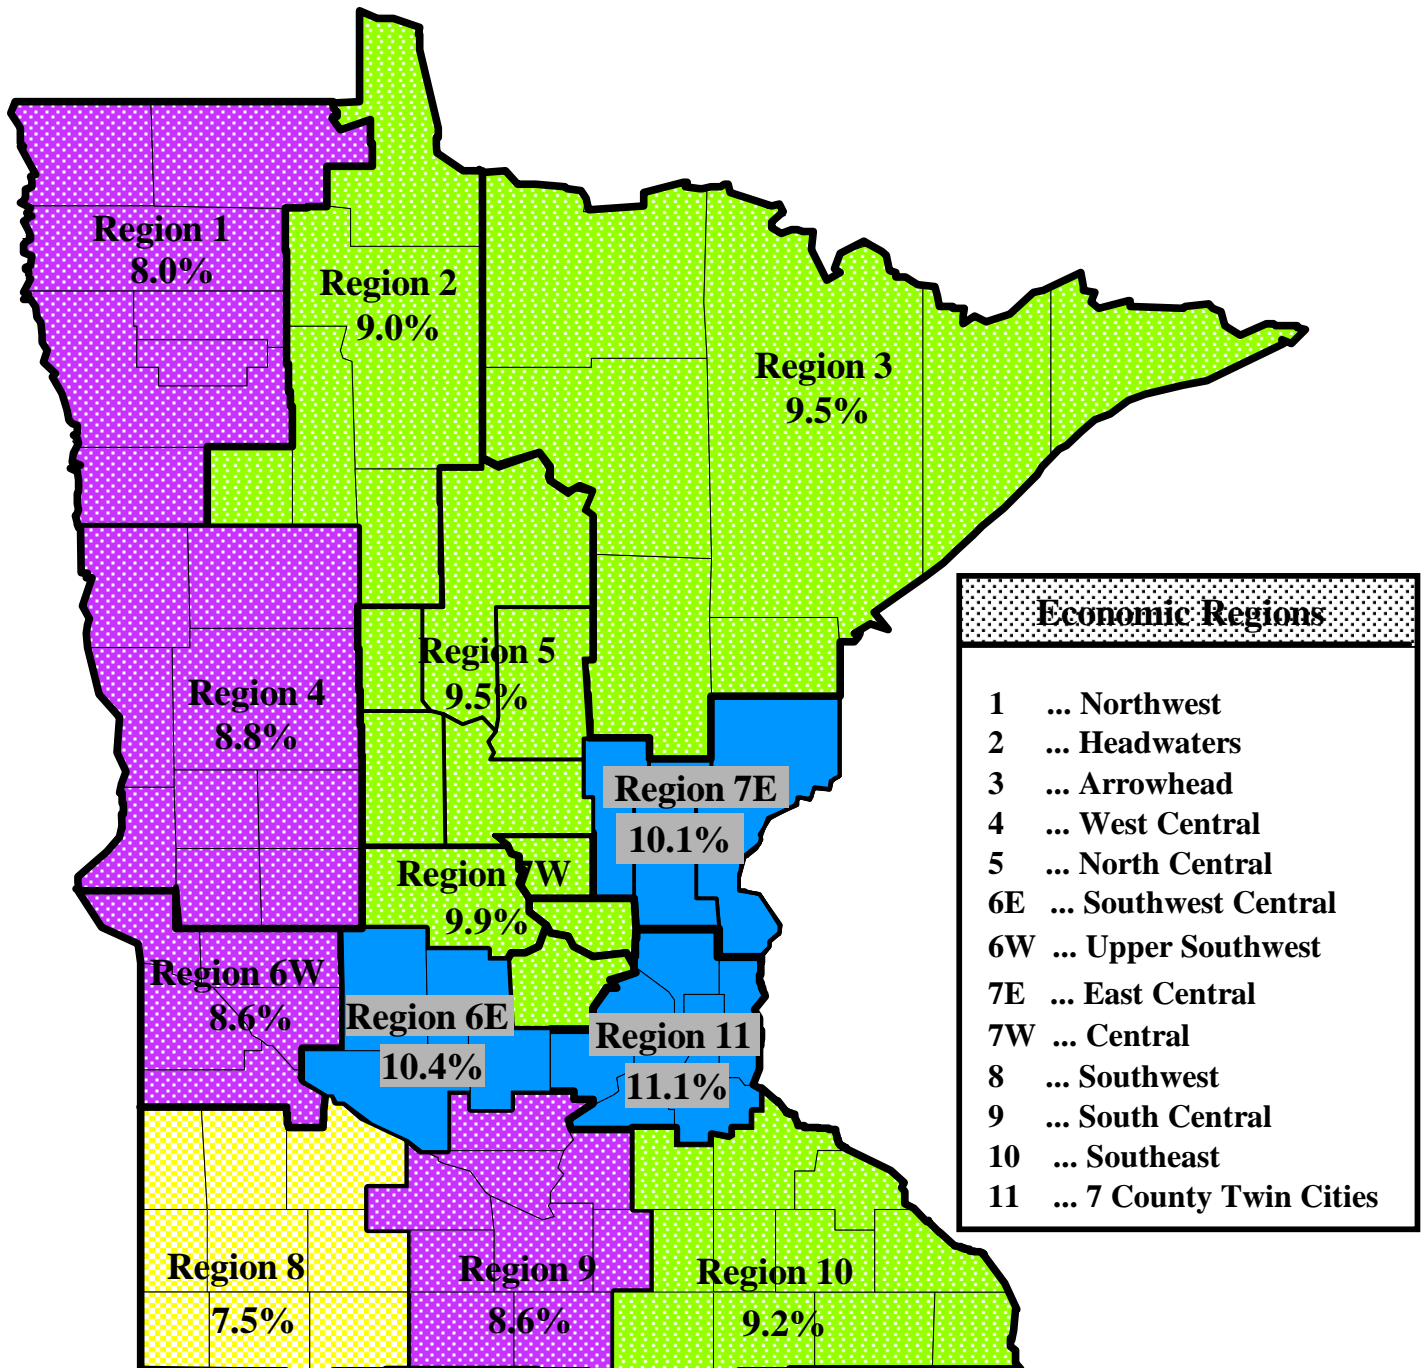 Region 1
8.0%
Region 2
9.0%
Region 3
9.5%
Region 5
9.5%
Region 4
8.8%
Region 7E
10.1%
Region 7W
9.9%
Region 6W
8.6%
Region 6E
10.4%
Region 11
11.1%
Region 8
7.5%
Region 9
8.6%
Region 10
9.2%
Economic Regions
1 ... Northwest
2 ... Headwaters
3 ... Arrowhead
4 ... West Central
5 ... North Central
6E ... Southwest Central
6W ... Upper Southwest
7E ... East Central
7W ... Central
8 ... Southwest
9 ... South Central
10 ... Southeast
11 ... 7 County Twin Cities